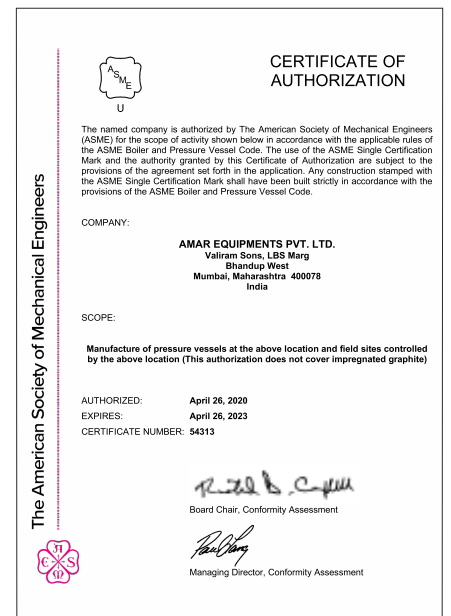 ASME
U
CERTIFICATE OF
AUTHORIZATION
The named company is authorized by The American Society of Mechanical Engineers
(ASME) for the scope of activity shown below in accordance with the applicable rules of
the ASME Boiler and Pressure Vessel Code. The use of the ASME Single Certification
Mark and the authority granted by this Certificate of Authorization are subject to the
provisions of the agreement set forth in the application. Any construction stamped with
the ASME Single Certification Mark shall have been built strictly in accordance with the
provisions of the ASME Boiler and Pressure Vessel Code.
COMPANY:
AMAR EQUIPMENTS PVT. LTD.
Valiram Sons, LBS Marg
Bhandup West
Mumbai, Maharashtra 400078
India
SCOPE:
Manufacture of pressure vessels at the above location and field sites controlled
by the above location (This authorization does not cover impregnated graphite)
AUTHORIZED: April 26, 2020
EXPIRES: April 26, 2023
CERTIFICATE NUMBER: 54313
Board Chair, Conformity Assessment
Managing Director, Conformity Assessment
The American Society of Mechanical Engineers
ASME